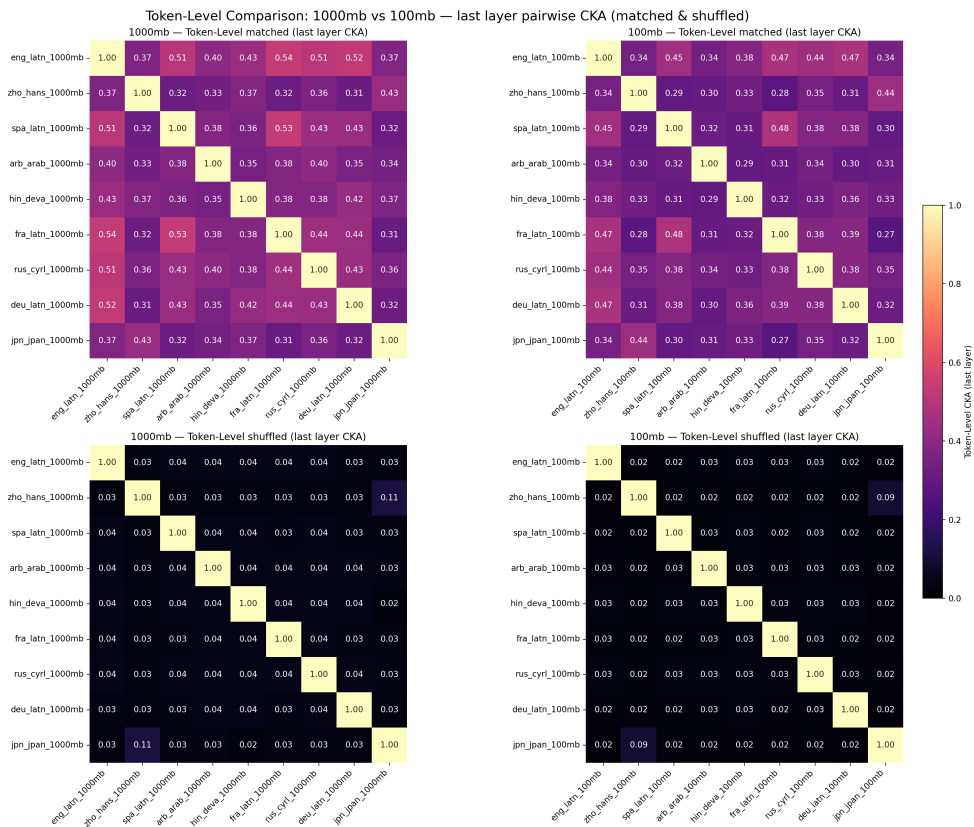 Token-Level Comparison: 1000mb vs 100mb — last layer pairwise CKA (matched & shuffled)
1000mb — Token-Level matched (last layer CKA)
eng_latn_1000mb 1.00 0.37 0.51 0.40 0.43 0.54 0.51 0.52 0.37
zho_hans_1000mb 0.37 1.00 0.32 0.33 0.37 0.32 0.36 0.31 0.43
spa_latn_1000mb 0.51 0.32 1.00 0.38 0.36 0.53 0.43 0.43 0.32
arb_arab_1000mb 0.40 0.33 0.38 1.00 0.35 0.38 0.40 0.35 0.34
hin_deva_1000mb 0.43 0.37 0.36 0.35 1.00 0.38 0.38 0.42 0.37
fra_latn_1000mb 0.54 0.32 0.53 0.38 0.38 1.00 0.44 0.44 0.31
rus_cyrl_1000mb 0.51 0.36 0.43 0.40 0.38 0.44 1.00 0.43 0.36
deu_latn_1000mb 0.52 0.31 0.43 0.35 0.42 0.44 0.43 1.00 0.32
jpn_jpan_1000mb 0.37 0.43 0.32 0.34 0.37 0.31 0.36 0.32 1.00
eng_latn_1000mb zho_hans_1000mb spa_latn_1000mb arb_arab_1000mb hin_deva_1000mb fra_latn_1000mb rus_cyrl_1000mb deu_latn_1000mb jpn_jpan_1000mb
100mb — Token-Level matched (last layer CKA)
eng_latn_100mb 1.00 0.34 0.45 0.34 0.38 0.47 0.44 0.47 0.34
zho_hans_100mb 0.34 1.00 0.29 0.30 0.33 0.28 0.35 0.31 0.44
spa_latn_100mb 0.45 0.29 1.00 0.32 0.31 0.48 0.38 0.38 0.30
arb_arab_100mb 0.34 0.30 0.32 1.00 0.29 0.31 0.34 0.30 0.31
hin_deva_100mb 0.38 0.33 0.31 0.29 1.00 0.32 0.33 0.36 0.33
fra_latn_100mb 0.47 0.28 0.48 0.31 0.32 1.00 0.38 0.39 0.27
rus_cyrl_100mb 0.44 0.35 0.38 0.34 0.33 0.38 1.00 0.38 0.35
deu_latn_100mb 0.47 0.31 0.38 0.30 0.36 0.39 0.38 1.00 0.32
jpn_jpan_100mb 0.34 0.44 0.30 0.31 0.33 0.27 0.35 0.32 1.00
eng_latn_100mb zho_hans_100mb spa_latn_100mb arb_arab_100mb hin_deva_100mb fra_latn_100mb rus_cyrl_100mb deu_latn_100mb jpn_jpan_100mb
1000mb — Token-Level shuffled (last layer CKA)
eng_latn_1000mb 1.00 0.03 0.04 0.04 0.04 0.04 0.04 0.03 0.03
zho_hans_1000mb 0.03 1.00 0.03 0.03 0.03 0.03 0.03 0.03 0.11
spa_latn_1000mb 0.04 0.03 1.00 0.04 0.04 0.03 0.04 0.03 0.03
arb_arab_1000mb 0.04 0.03 0.04 1.00 0.04 0.04 0.04 0.04 0.03
hin_deva_1000mb 0.04 0.03 0.04 0.04 1.00 0.04 0.04 0.04 0.02
fra_latn_1000mb 0.04 0.03 0.03 0.04 0.04 1.00 0.04 0.03 0.03
rus_cyrl_1000mb 0.04 0.03 0.04 0.04 0.04 0.04 1.00 0.04 0.03
deu_latn_1000mb 0.03 0.03 0.03 0.04 0.04 0.03 0.04 1.00 0.03
jpn_jpan_1000mb 0.03 0.11 0.03 0.03 0.02 0.03 0.03 0.03 1.00
eng_latn_1000mb zho_hans_1000mb spa_latn_1000mb arb_arab_1000mb hin_deva_1000mb fra_latn_1000mb rus_cyrl_1000mb deu_latn_1000mb jpn_jpan_1000mb
100mb — Token-Level shuffled (last layer CKA)
eng_latn_100mb 1.00 0.02 0.02 0.03 0.03 0.03 0.03 0.02 0.02
zho_hans_100mb 0.02 1.00 0.02 0.02 0.02 0.02 0.02 0.02 0.09
spa_latn_100mb 0.02 0.02 1.00 0.03 0.03 0.02 0.02 0.02 0.02
arb_arab_100mb 0.03 0.02 0.03 1.00 0.03 0.03 0.03 0.02 0.02
hin_deva_100mb 0.03 0.02 0.03 0.03 1.00 0.03 0.03 0.02 0.02
fra_latn_100mb 0.03 0.02 0.02 0.03 0.03 1.00 0.03 0.02 0.02
rus_cyrl_100mb 0.03 0.02 0.02 0.03 0.03 0.03 1.00 0.03 0.02
deu_latn_100mb 0.02 0.02 0.02 0.02 0.02 0.02 0.03 1.00 0.02
jpn_jpan_100mb 0.02 0.09 0.02 0.02 0.02 0.02 0.02 0.02 1.00
eng_latn_100mb zho_hans_100mb spa_latn_100mb arb_arab_100mb hin_deva_100mb fra_latn_100mb rus_cyrl_100mb deu_latn_100mb jpn_jpan_100mb
1.0
0.8
0.6
0.4
0.2
0.0
Token-Level CKA (last layer)